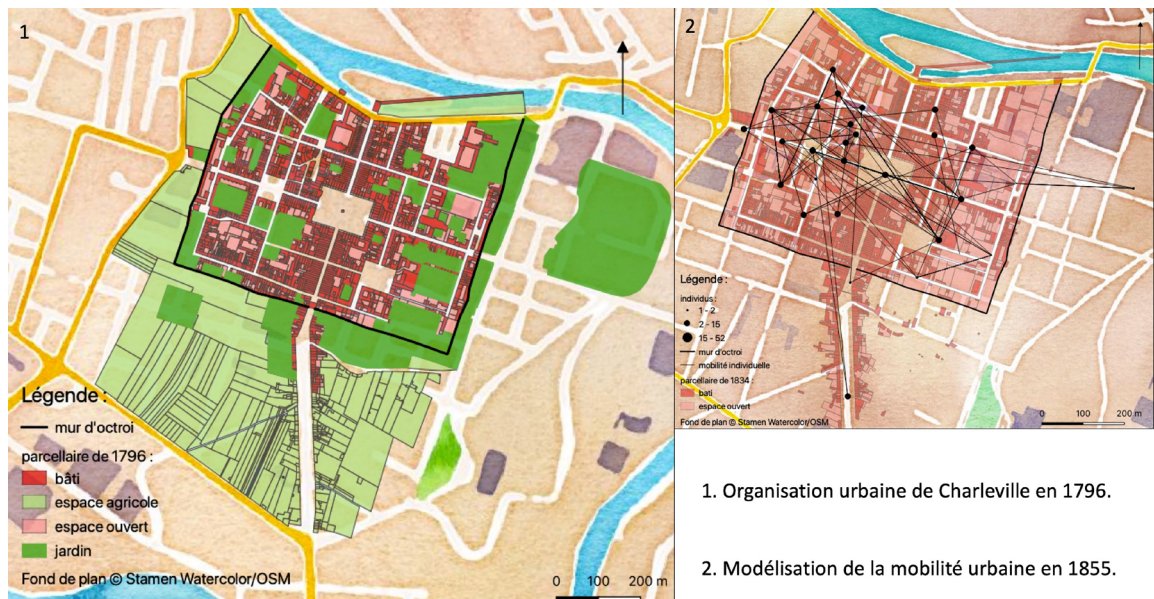 1
Légende :
mur d'octroi
parcellaire de 1796 :
bâti
espace agricole
espace ouvert
jardin
Fond de plan © Stamen Watercolor/OSM
0 100 200 m
2
Légende :
individus :
1 - 2
2 - 15
15 - 52
mur d'octroi
mobilité individuelle
parcellaire de 1834 :
bati
espace ouvert
Fond de plan © Stamen Watercolor/OSM
0 100 200 m
1. Organisation urbaine de Charleville en 1796.
2. Modélisation de la mobilité urbaine en 1855.